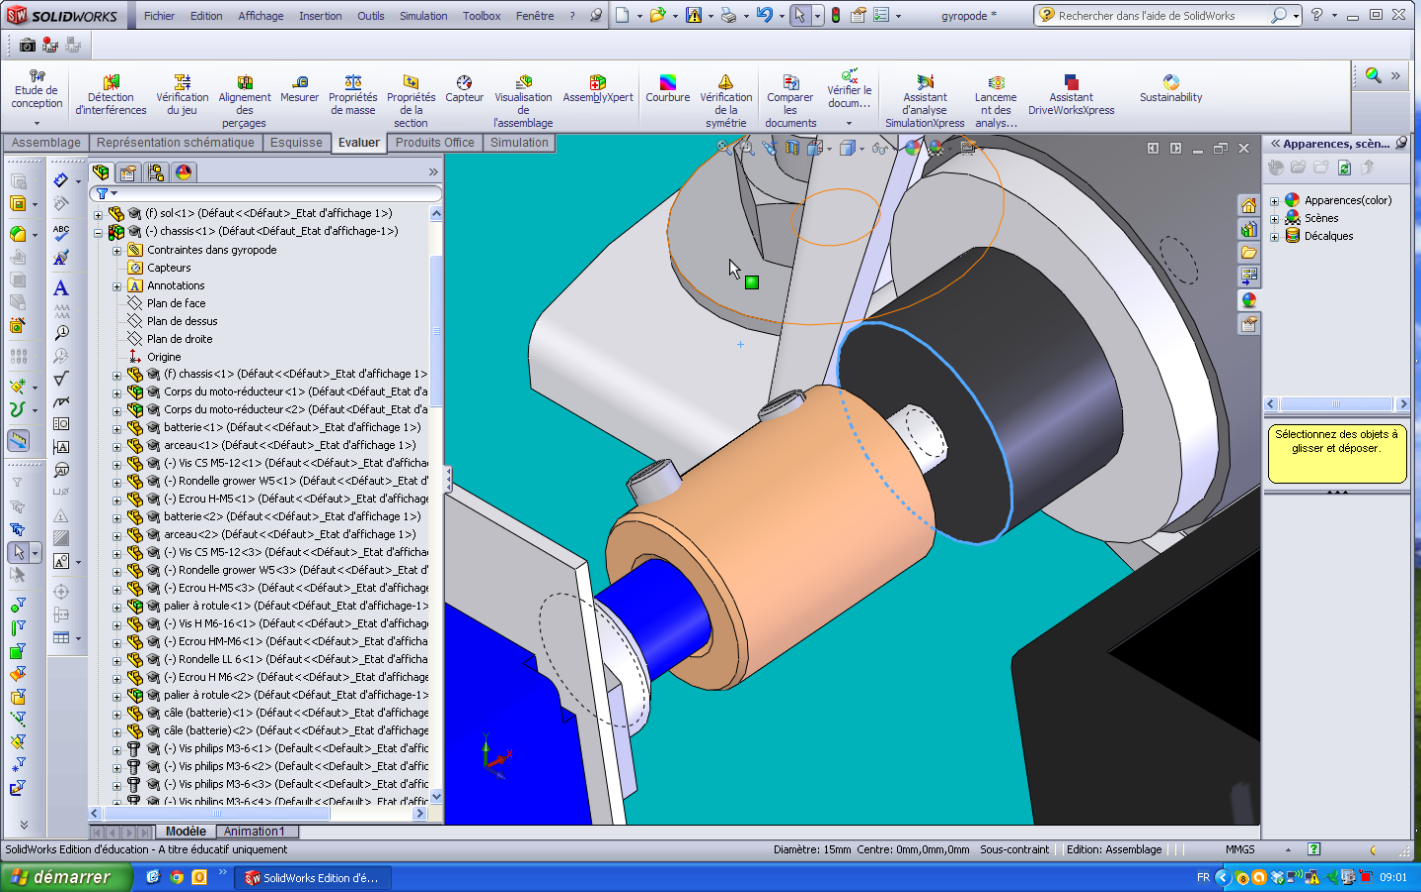 SOLIDWORKS
Fichier Edition Affichage Insertion Outils Simulation Toolbox Fenêtre ?
gyropode *
Rechercher dans l'aide de SolidWorks
Etude de conception
Détection d'interférences
Vérification du jeu
Alignement des perçages
Mesurer
Propriétés de masse
Propriétés de la section
Capteur
Visualisation de l'assemblage
AssemblyXpert
Courbure
Vérification de la symétrie
Comparer les documents
Vérifier le docum...
Assistant d'analyse SimulationXpress
Lanceme nt des analys...
Assistant DriveWorksXpress
Sustainability
Assemblage Représentation schématique Esquisse Evaluer Produits Office Simulation
(f) sol<1> (Défaut<<Défaut>_Etat d'affichage 1>)
(-) chassis<1> (Défaut<Défaut_Etat d'affichage-1>)
Contraintes dans gyropode
Capteurs
Annotations
Plan de face
Plan de dessus
Plan de droite
Origine
(f) chassis<1> (Défaut<<Défaut>_Etat d'affichage 1>
Corps du moto-réducteur<1> (Défaut<Défaut_Etat d'a
Corps du moto-réducteur<2> (Défaut<Défaut_Etat d'a
batterie<1> (Défaut<<Défaut>_Etat d'affichage 1>)
arceau<1> (Défaut<<Défaut>_Etat d'affichage 1>)
(-) Vis CS M5-12<1> (Défaut<<Défaut>_Etat d'afficha
(-) Rondelle grower W5<1> (Défaut<<Défaut>_Etat d'
(-) Ecrou H-M5<1> (Défaut<<Défaut>_Etat d'affichag
batterie<2> (Défaut<<Défaut>_Etat d'affichage 1>)
arceau<2> (Défaut<<Défaut>_Etat d'affichage 1>)
(-) Vis CS M5-12<3> (Défaut<<Défaut>_Etat d'afficha
(-) Rondelle grower W5<3> (Défaut<<Défaut>_Etat d'
(-) Ecrou H-M5<3> (Défaut<<Défaut>_Etat d'affichag
palier à rotule<1> (Défaut<Défaut_Etat d'affichage-1>
(-) Vis H M6-16<1> (Défaut<<Défaut>_Etat d'affichag
(-) Ecrou HM-M6<1> (Défaut<<Défaut>_Etat d'afficha
(-) Rondelle LL 6<1> (Défaut<<Défaut>_Etat d'afficha
(-) Ecrou H M6<2> (Défaut<<Défaut>_Etat d'affichage
palier à rotule<2> (Défaut<Défaut_Etat d'affichage-1>
câle (batterie)<1> (Défaut<<Défaut>_Etat d'affichage
câle (batterie)<2> (Défaut<<Défaut>_Etat d'affichage
(-) Vis philips M3-6<1> (Default<<Default>_Etat d'affic
(-) Vis philips M3-6<2> (Default<<Default>_Etat d'affic
(-) Vis philips M3-6<3> (Default<<Default>_Etat d'affic
(-) Vis philips M3-6<4> (Default<<Default>_Etat d'affic
Apparences, scèn...
Apparences(color)
Scènes
Décalques
Sélectionnez des objets à
glisser et déposer.
Modèle Animation1
SolidWorks Edition d'éducation - A titre éducatif uniquement
Diamètre: 15mm Centre: 0mm,0mm,0mm Sous-contraint Edition: Assemblage MMGS
démarrer
SolidWorks Edition d'é...
FR
09:01